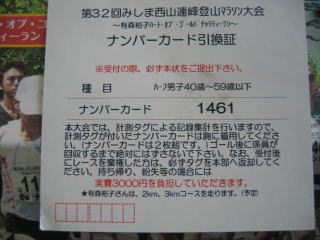 第32回みしま西山連峰登山マラソン大会
～有森裕子ハート・オブ・ゴールド チャリティーラン～
ナンバーカード引換証
※受付の際、必ず本状をご提出下さい。
種目 ハーフ男子40歳～59歳以下
ナンバーカード 1461
本大会では、計測タグによる記録集計を行いますので、
計測タグが付いたナンバーカードは胸に着用してください。
(ナンバーカードは2枚組です。)ゴール後に係員が
回収するまで絶対にはずさないで下さい。なお、受付後
にレースを棄権した方は、必ずタグを本部へ返却してく
ださい。持ち帰り、紛失等の場合には
実費3000円を負担していただきます。
★有森裕子さんは、2km、3kmコースを走ります。(予定)